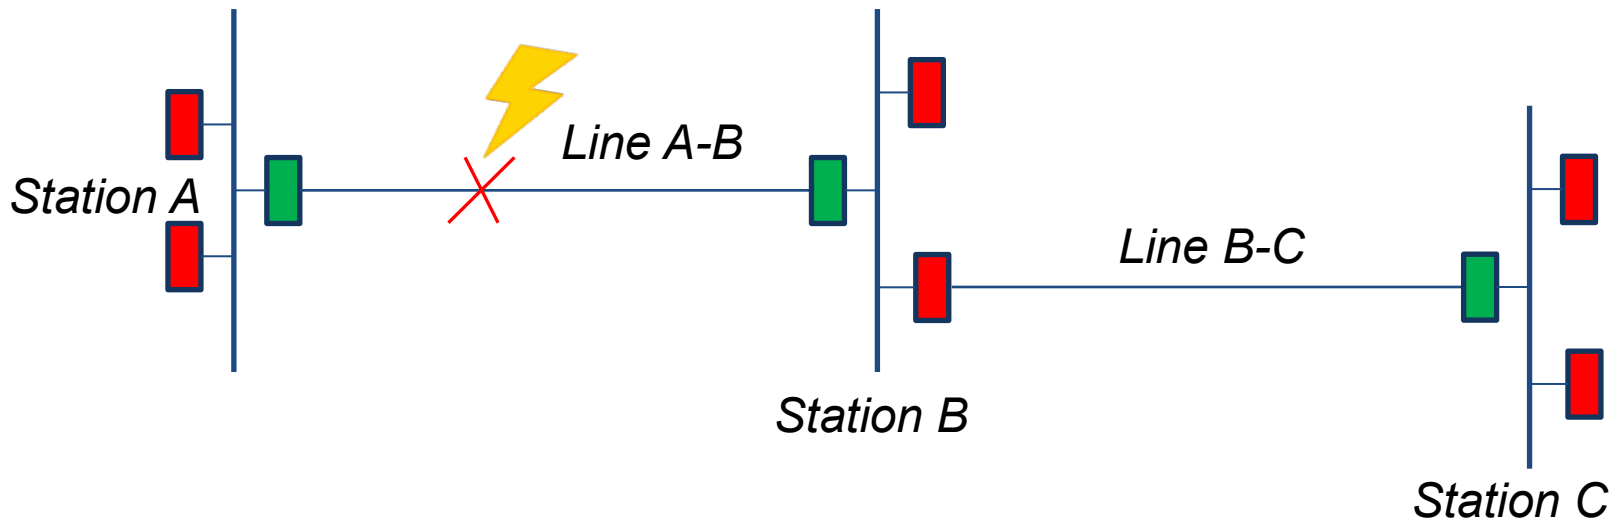 Line A-B
Station A
Line B-C
Station B
Station C